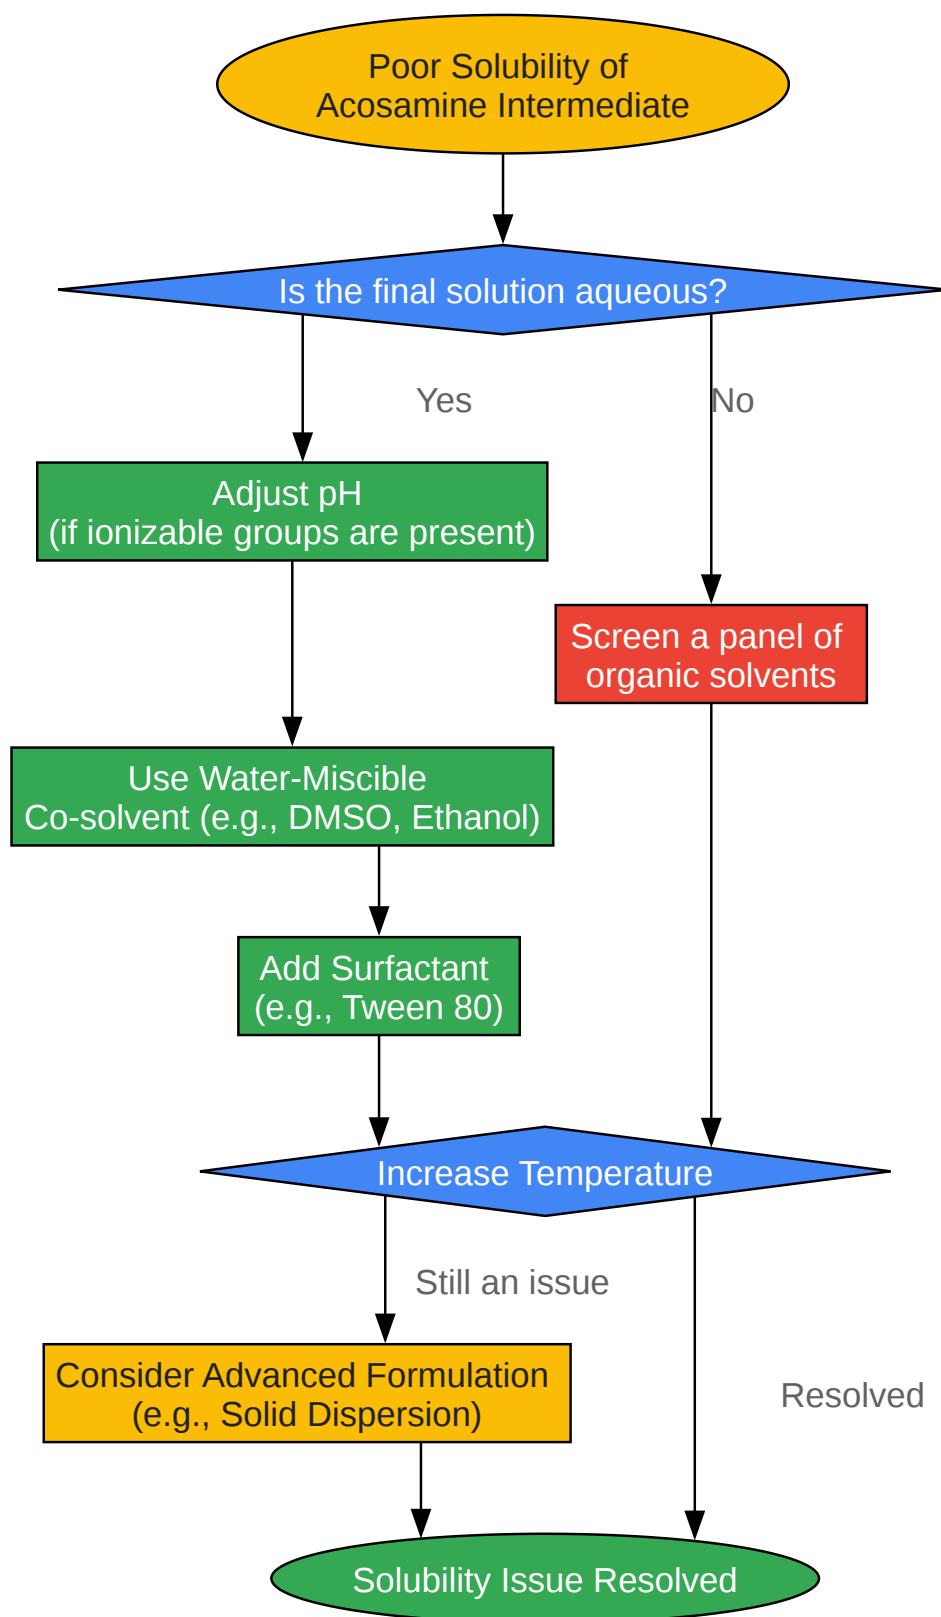 Poor Solubility of
Acosamine Intermediate
Is the final solution aqueous?
Yes
No
Adjust pH
(if ionizable groups are present)
Screen a panel of
organic solvents
Use Water-Miscible
Co-solvent (e.g., DMSO, Ethanol)
Add Surfactant
(e.g., Tween 80)
Increase Temperature
Still an issue
Consider Advanced Formulation
(e.g., Solid Dispersion)
Resolved
Solubility Issue Resolved